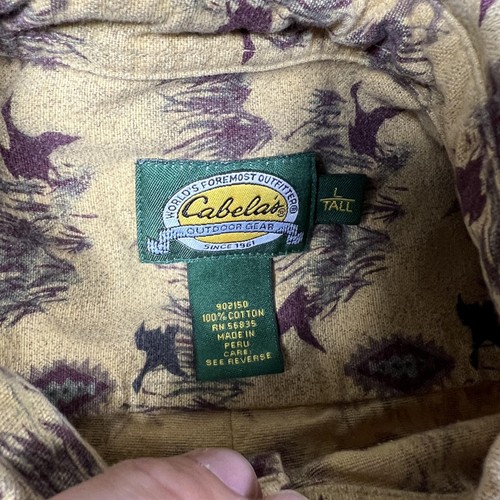 WORLD'S FOREMOST OUTFITTER®
Cabela's®
OUTDOOR GEAR
SINCE 1961
L
TALL
902150
100% COTTON
RN 56835
MADE IN
PERU
CARE:
SEE REVERSE